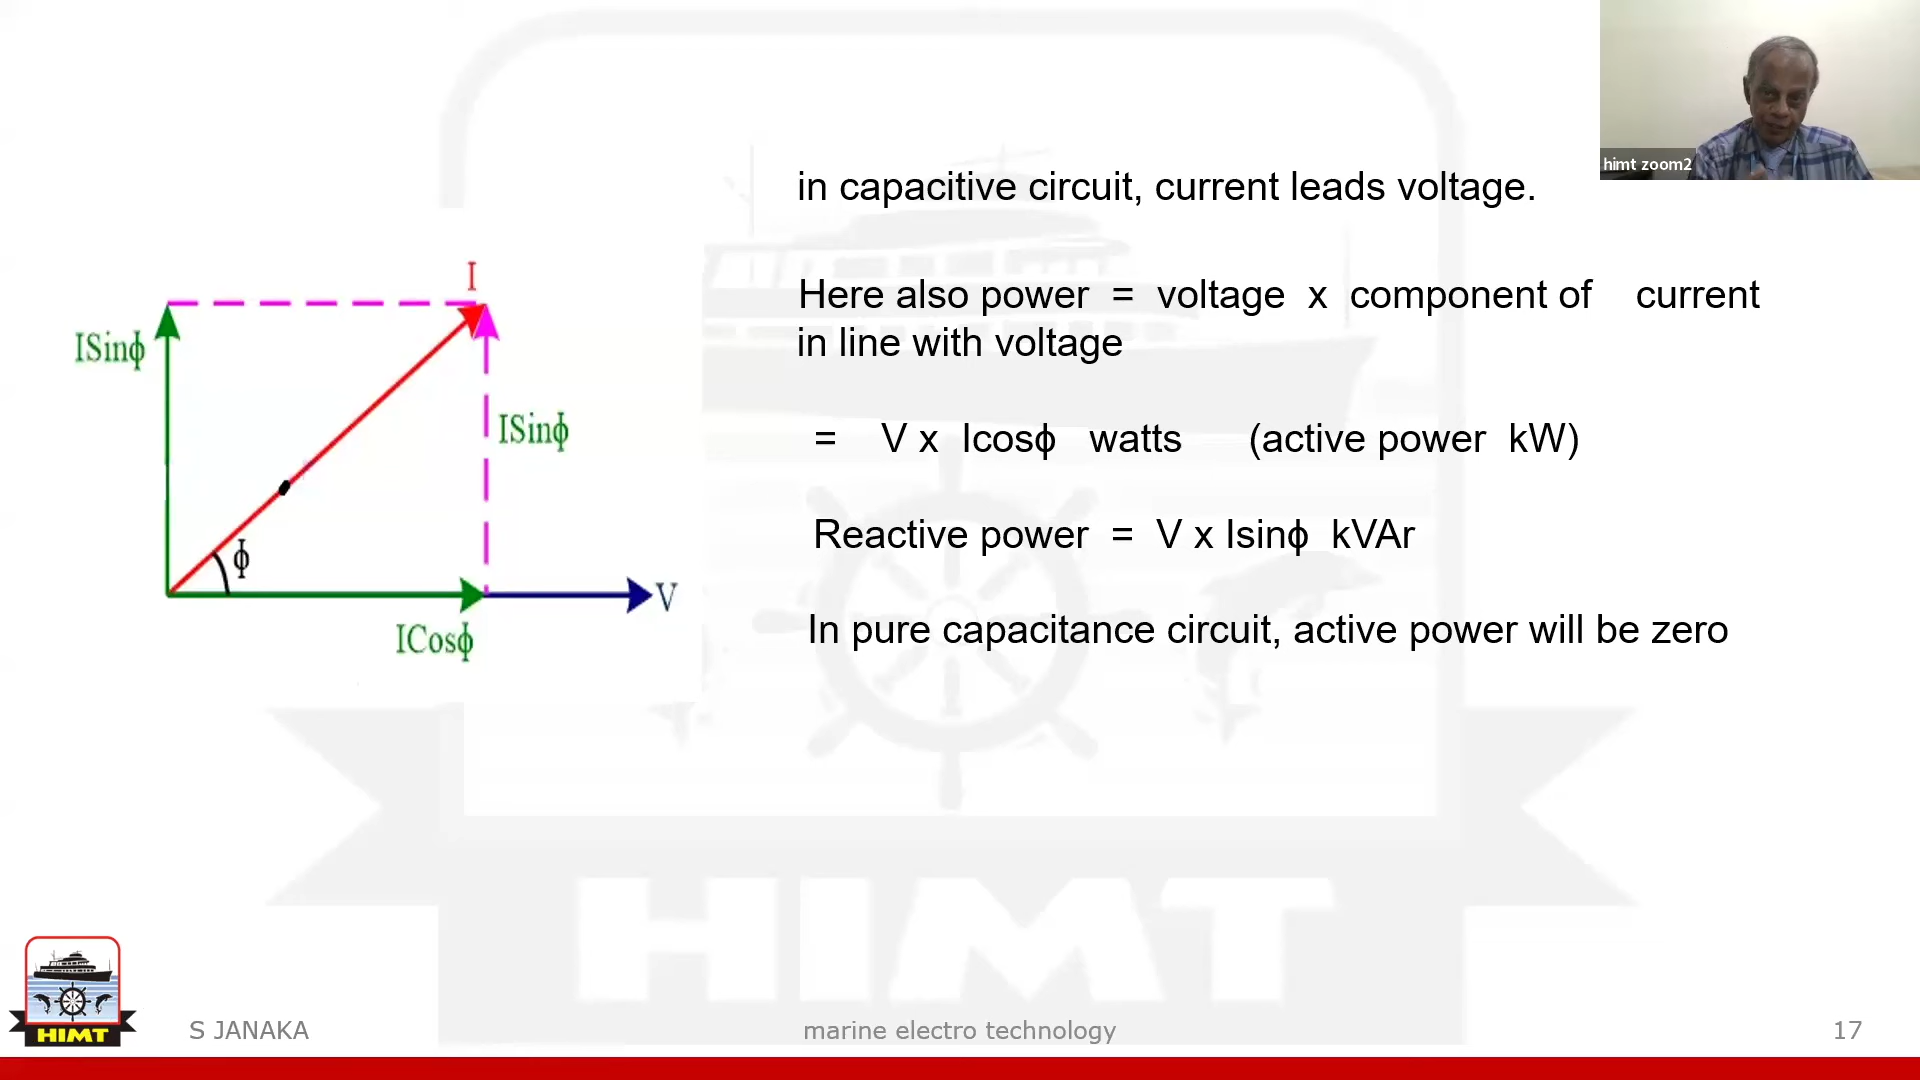 himt zoom2
in capacitive circuit, current leads voltage.
Here also power = voltage x component of current
in line with voltage
= V x Icosϕ watts (active power kW)
Reactive power = V x Isinϕ kVAr
In pure capacitance circuit, active power will be zero
I
ISinϕ
ISinϕ
ϕ
V
ICosϕ
HIMT
HIMT
S JANAKA
marine electro technology
17